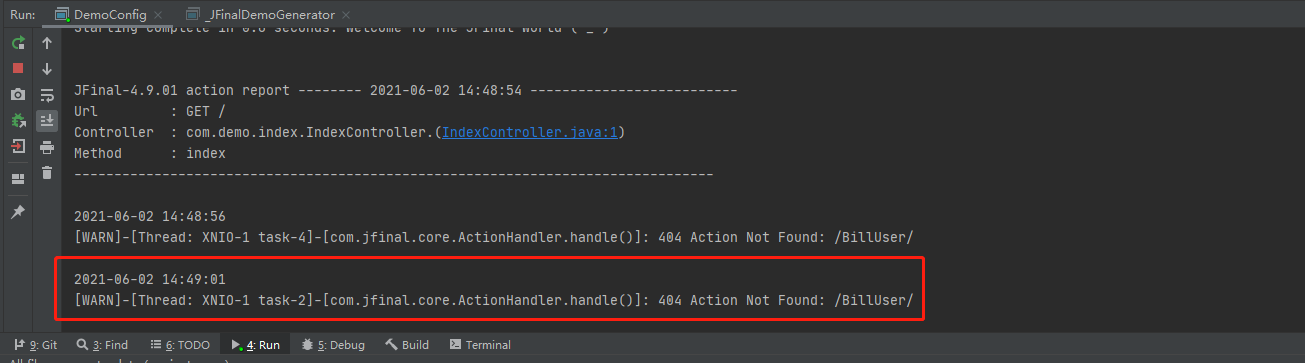 Run: DemoConfig × _JFinalDemoGenerator ×
Starting complete in 0.6 seconds. Welcome To The JFinal World (^_^)
JFinal-4.9.01 action report -------- 2021-06-02 14:48:54 --------------------------
Url         : GET /
Controller  : com.demo.index.IndexController.(IndexController.java:1)
Method      : index
--------------------------------------------------------------------------------
2021-06-02 14:48:56
[WARN]-[Thread: XNIO-1 task-4]-[com.jfinal.core.ActionHandler.handle()]: 404 Action Not Found: /BillUser/
2021-06-02 14:49:01
[WARN]-[Thread: XNIO-1 task-2]-[com.jfinal.core.ActionHandler.handle()]: 404 Action Not Found: /BillUser/
9: Git 3: Find 6: TODO 4: Run 5: Debug Build Terminal